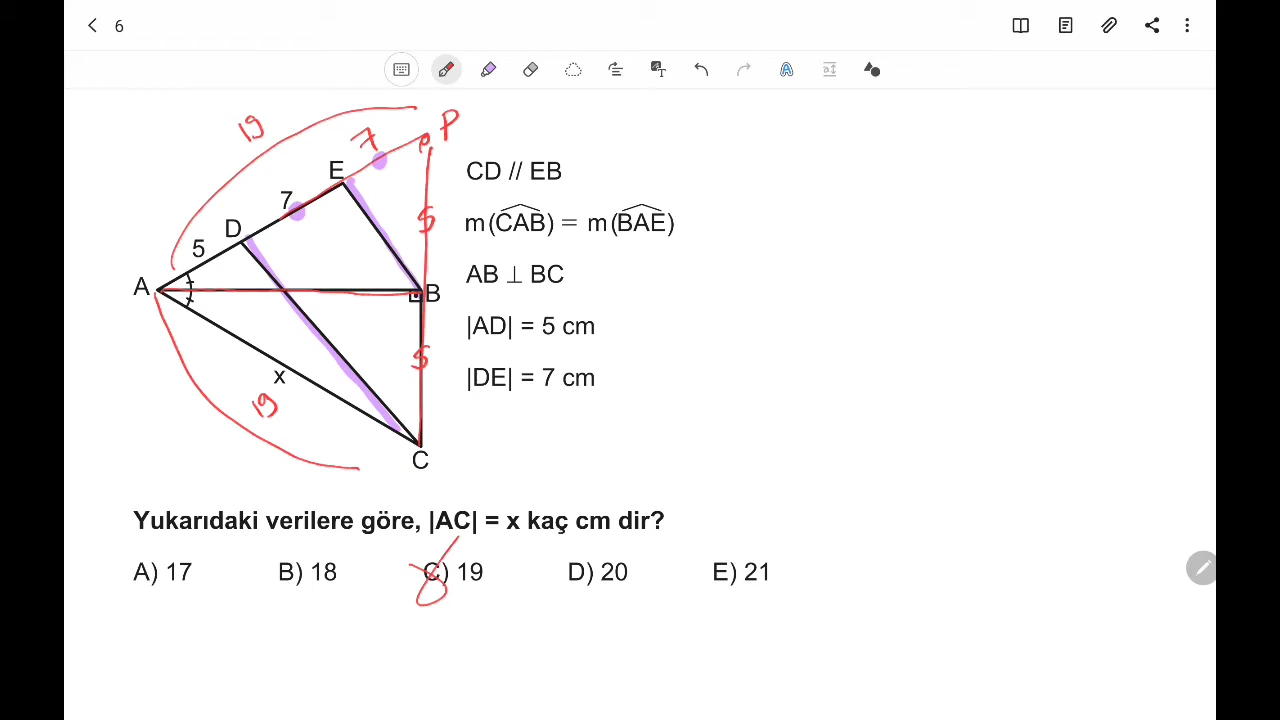 6
19
P
7
E
CD // EB
7
D
5
m(CAB) = m(BAE)
5
A
B
AB ⊥ BC
|AD| = 5 cm
5
x
|DE| = 7 cm
19
C
Yukarıdaki verilere göre, |AC| = x kaç cm dir?
A) 17 B) 18 C) 19 D) 20 E) 21